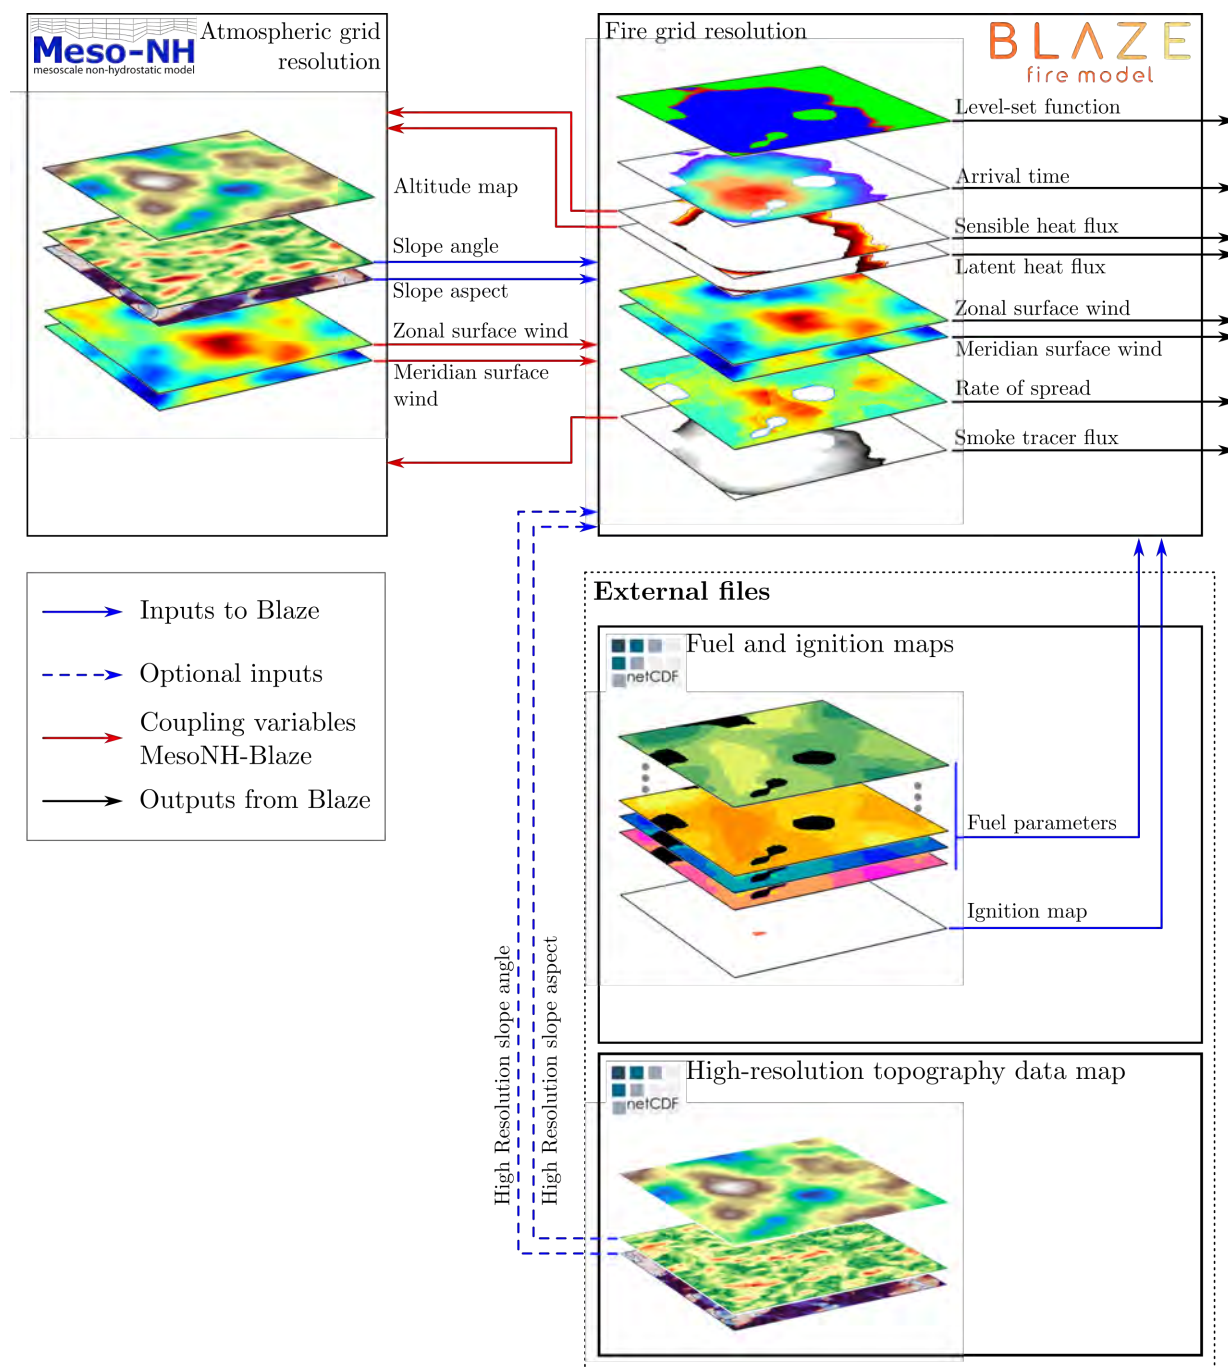 Meso-NH
mesoscale non-hydrostatic model
Atmospheric grid
resolution
Altitude map
Slope angle
Slope aspect
Zonal surface wind
Meridian surface
wind
Fire grid resolution
BLAZE
fire model
Level-set function
Arrival time
Sensible heat flux
Latent heat flux
Zonal surface wind
Meridian surface wind
Rate of spread
Smoke tracer flux
Inputs to Blaze
Optional inputs
Coupling variables
MesoNH-Blaze
Outputs from Blaze
High Resolution slope angle
High Resolution slope aspect
External files
netCDF
Fuel and ignition maps
Fuel parameters
Ignition map
netCDF
High-resolution topography data map